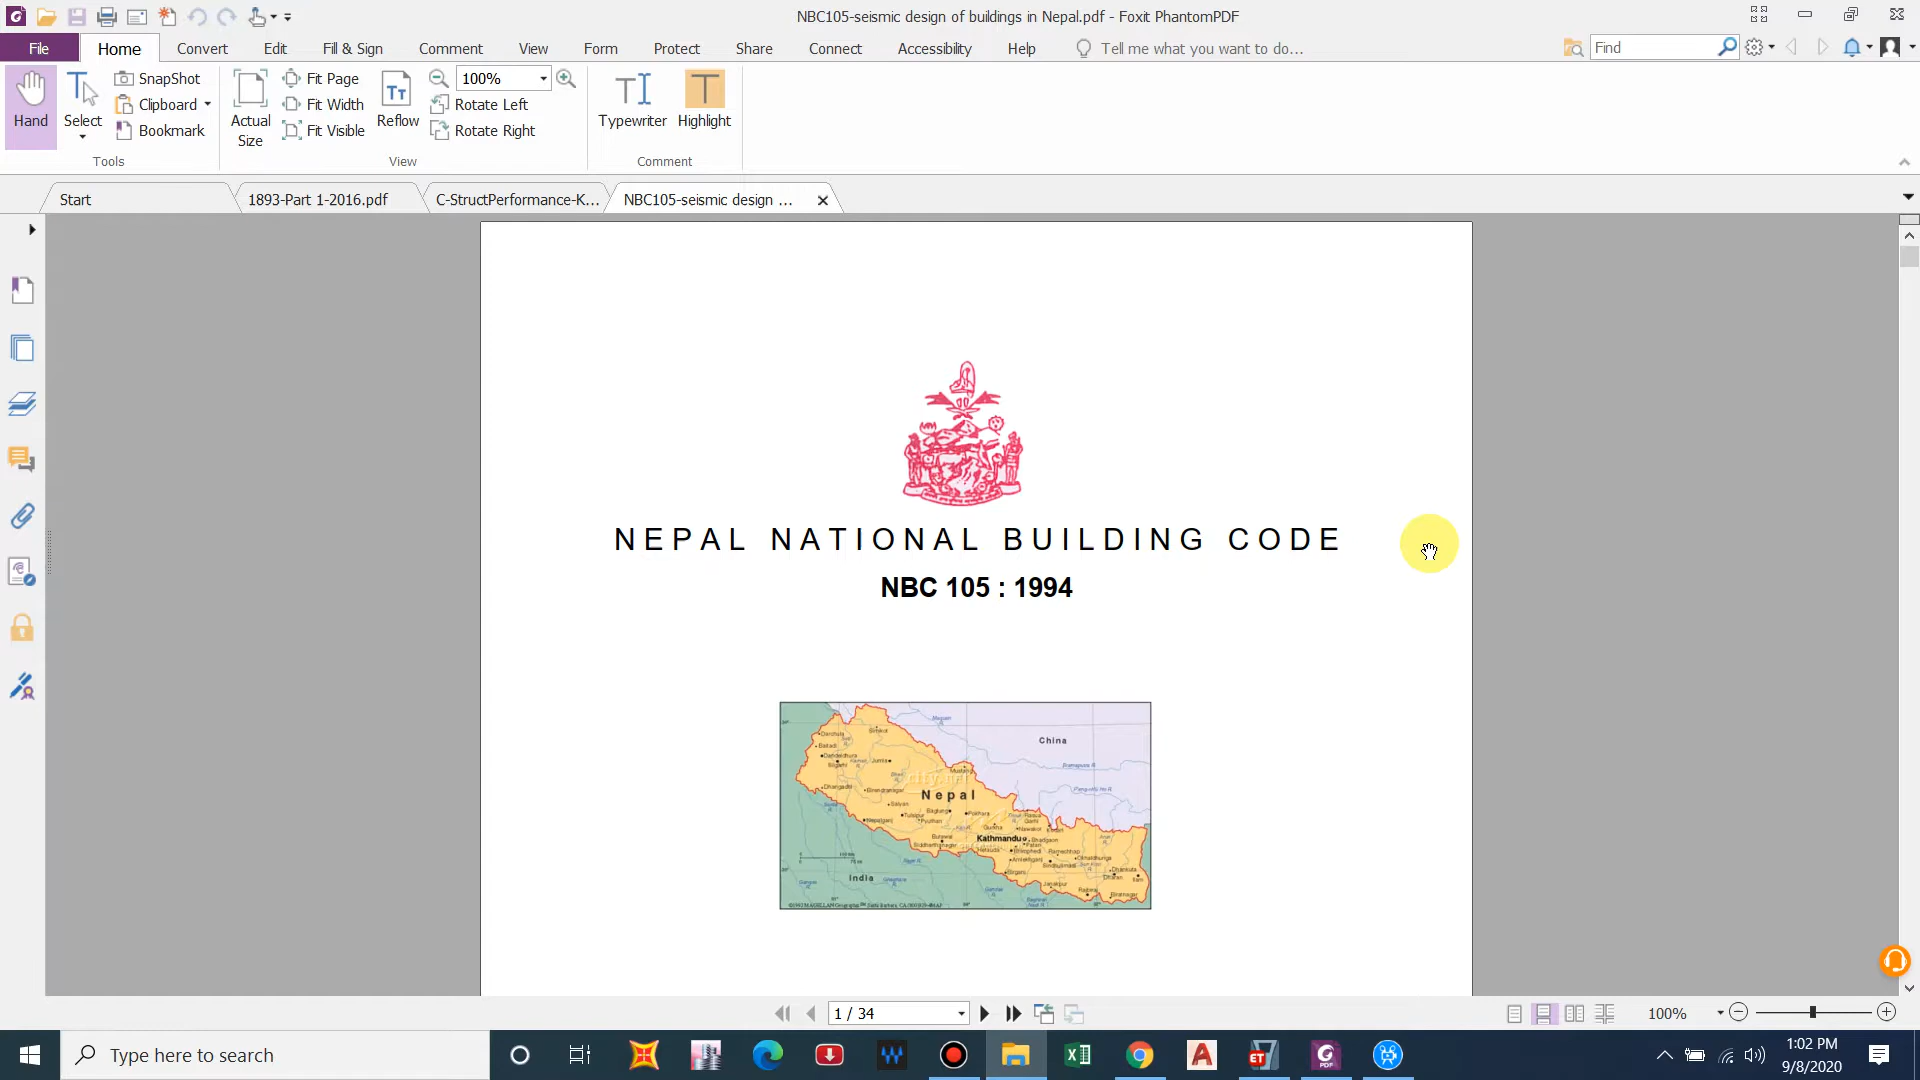 NBC105-seismic design of buildings in Nepal.pdf - Foxit PhantomPDF
File Home Convert Edit Fill & Sign Comment View Form Protect Share Connect Accessibility Help Tell me what you want to do... Find
Hand
Select
SnapShot
Clipboard
Bookmark
Tools
Actual
Size
Fit Page
Fit Width
Fit Visible
Reflow
100%
Rotate Left
Rotate Right
View
Typewriter
Highlight
Comment
Start 1893-Part 1-2016.pdf C-StructPerformance-K... NBC105-seismic design ...
NEPAL NATIONAL BUILDING CODE
NBC 105 : 1994
China
Mustang
Nepal
Pokhara
Kathmandu
India
1 / 34
100%
Type here to search
1:02 PM
9/8/2020